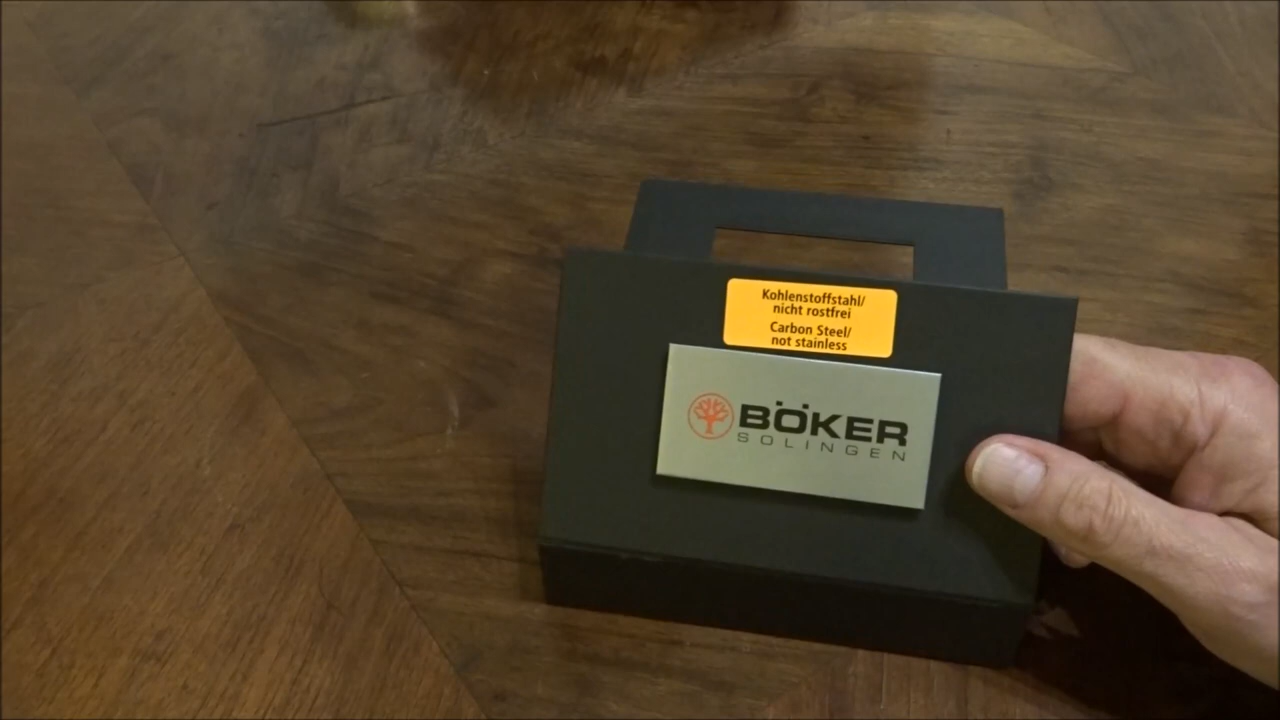 Kohlenstoffstahl/
nicht rostfrei
Carbon Steel/
not stainless
BÖKER
SOLINGEN